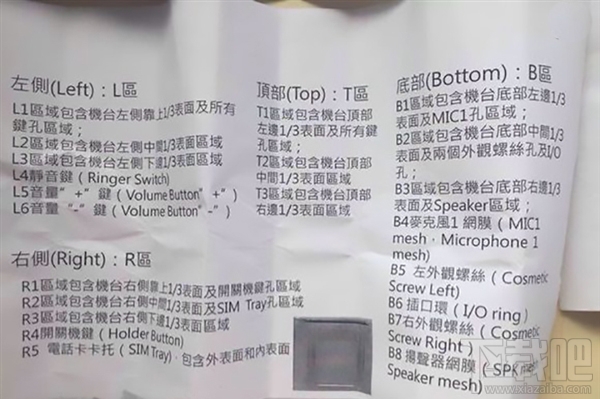 左側(Left)：L區
L1區域包含機台左側靠上1/3表面及所有
鍵孔區域；
L2區域包含機台左側中間1/3表面區域
L3區域包含機台左側下邊1/3表面區域
L4靜音鍵（Ringer Switch)
L5音量”+”鍵（Volume Button”+”）
L6音量“-”鍵（Volume Button“-”）
右側(Right)：R區
R1區域包含機台右側靠上1/3表面及開關機鍵孔區域
R2區域包含機台右側中間1/3表面及SIM Tray孔區域
R3區域包含機台右側下邊1/3表面區域
R4開關機鍵（Holder Button）
R5 電話卡卡托（SIM Tray)，包含外表面和內表面
頂部(Top)：T區
T1區域包含機台頂部
左邊1/3表面及所有鍵
孔區域；
T2區域包含機台頂部
中間1/3表面區域
T3區域包含機台頂部
右邊1/3表面區域
底部(Bottom)：B區
B1區域包含機台底部左邊1/3
表面及MIC1孔區域；
B2區域包含機台底部中間1/3
表面及兩個外觀螺絲孔及I/O
孔；
B3區域包含機台底部右邊1/3
表面及Speaker區域；
B4麥克風1 網膜（MIC1
mesh，Microphone 1
mesh）
B5 左外觀螺絲（Cosmetic
Screw Left)
B6 插口環（I/O ring）
B7右外觀螺絲（Cosmetic
Screw Right）
B8 揚聲器網膜（SPK
Speaker mesh)
下载吧
www.xiazaiba.com